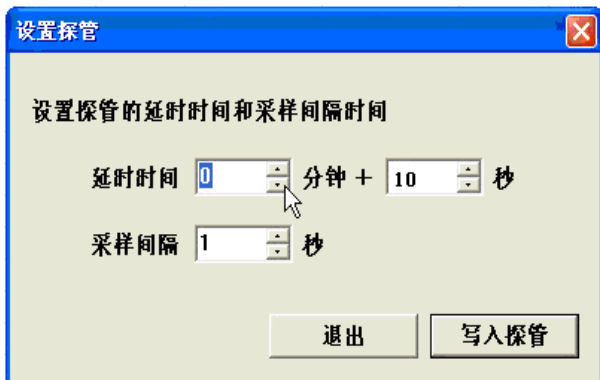 设置探管
设置探管的延时时间和采样间隔时间
延时时间 0 分钟 + 10 秒
采样间隔 1 秒
退出 写入探管